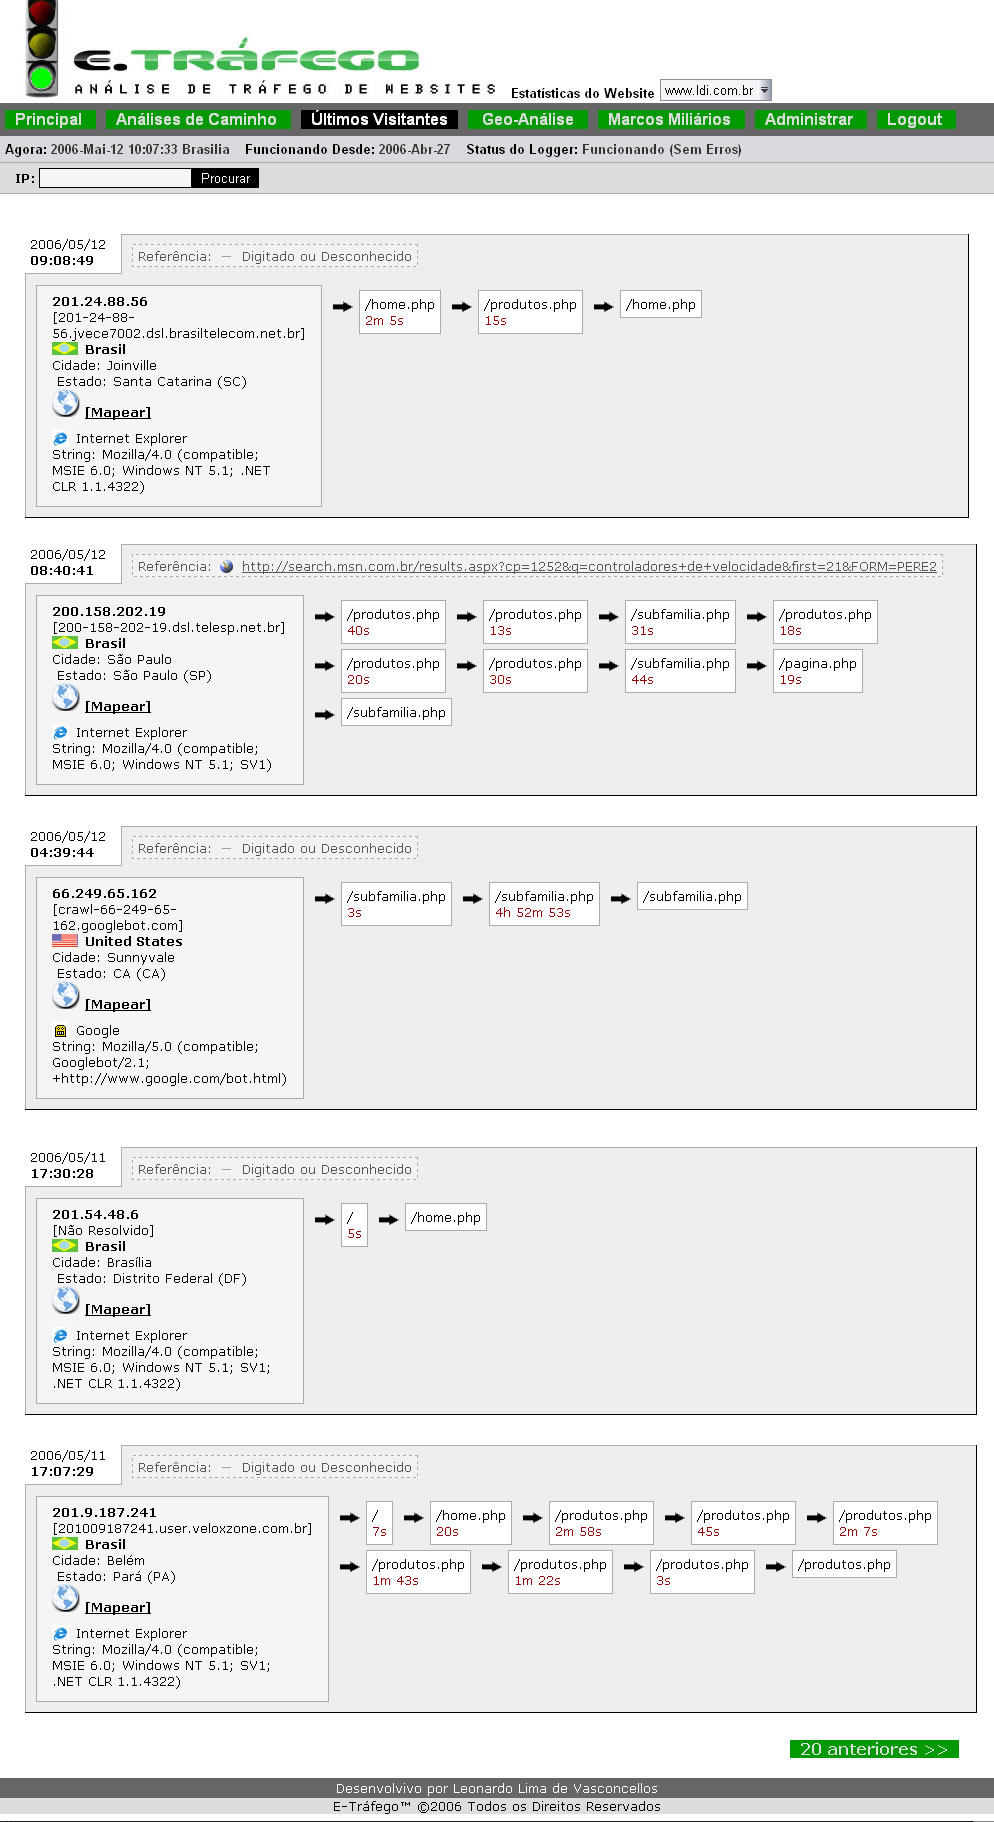 E.TRÁFEGO
ANÁLISE DE TRÁFEGO DE WEBSITES
Estatísticas do Website www.ldi.com.br
Principal Análises de Caminho Últimos Visitantes Geo-Análise Marcos Miliários Administrar Logout
Agora: 2006-Mai-12 10:07:33 Brasilia Funcionando Desde: 2006-Abr-27 Status do Logger: Funcionando (Sem Erros)
IP: Procurar
2006/05/12
09:08:49
Referência: — Digitado ou Desconhecido
201.24.88.56
[201-24-88-
56.jvece7002.dsl.brasiltelecom.net.br]
Brasil
Cidade: Joinville
Estado: Santa Catarina (SC)
[Mapear]
Internet Explorer
String: Mozilla/4.0 (compatible;
MSIE 6.0; Windows NT 5.1; .NET
CLR 1.1.4322)
/home.php /produtos.php /home.php
2m 5s 15s
2006/05/12
08:40:41
Referência: http://search.msn.com.br/results.aspx?cp=1252&q=controladores+de+velocidade&first=21&FORM=PERE2
200.158.202.19
[200-158-202-19.dsl.telesp.net.br]
Brasil
Cidade: São Paulo
Estado: São Paulo (SP)
[Mapear]
Internet Explorer
String: Mozilla/4.0 (compatible;
MSIE 6.0; Windows NT 5.1; SV1)
/produtos.php /produtos.php /subfamilia.php /produtos.php
40s 13s 31s 18s
/produtos.php /produtos.php /subfamilia.php /pagina.php
20s 30s 44s 19s
/subfamilia.php
2006/05/12
04:39:44
Referência: — Digitado ou Desconhecido
66.249.65.162
[crawl-66-249-65-
162.googlebot.com]
United States
Cidade: Sunnyvale
Estado: CA (CA)
[Mapear]
Google
String: Mozilla/5.0 (compatible;
Googlebot/2.1;
+http://www.google.com/bot.html)
/subfamilia.php /subfamilia.php /subfamilia.php
3s 4h 52m 53s
2006/05/11
17:30:28
Referência: — Digitado ou Desconhecido
201.54.48.6
[Não Resolvido]
Brasil
Cidade: Brasília
Estado: Distrito Federal (DF)
[Mapear]
Internet Explorer
String: Mozilla/4.0 (compatible;
MSIE 6.0; Windows NT 5.1; SV1;
.NET CLR 1.1.4322)
/ /home.php
5s
2006/05/11
17:07:29
Referência: — Digitado ou Desconhecido
201.9.187.241
[201009187241.user.veloxzone.com.br]
Brasil
Cidade: Belém
Estado: Pará (PA)
[Mapear]
Internet Explorer
String: Mozilla/4.0 (compatible;
MSIE 6.0; Windows NT 5.1; SV1;
.NET CLR 1.1.4322)
/ /home.php /produtos.php /produtos.php /produtos.php
7s 20s 2m 58s 45s 2m 7s
/produtos.php /produtos.php /produtos.php /produtos.php
1m 43s 1m 22s 3s
20 anteriores >>
Desenvolvivo por Leonardo Lima de Vasconcellos
E-Tráfego™ ©2006 Todos os Direitos Reservados